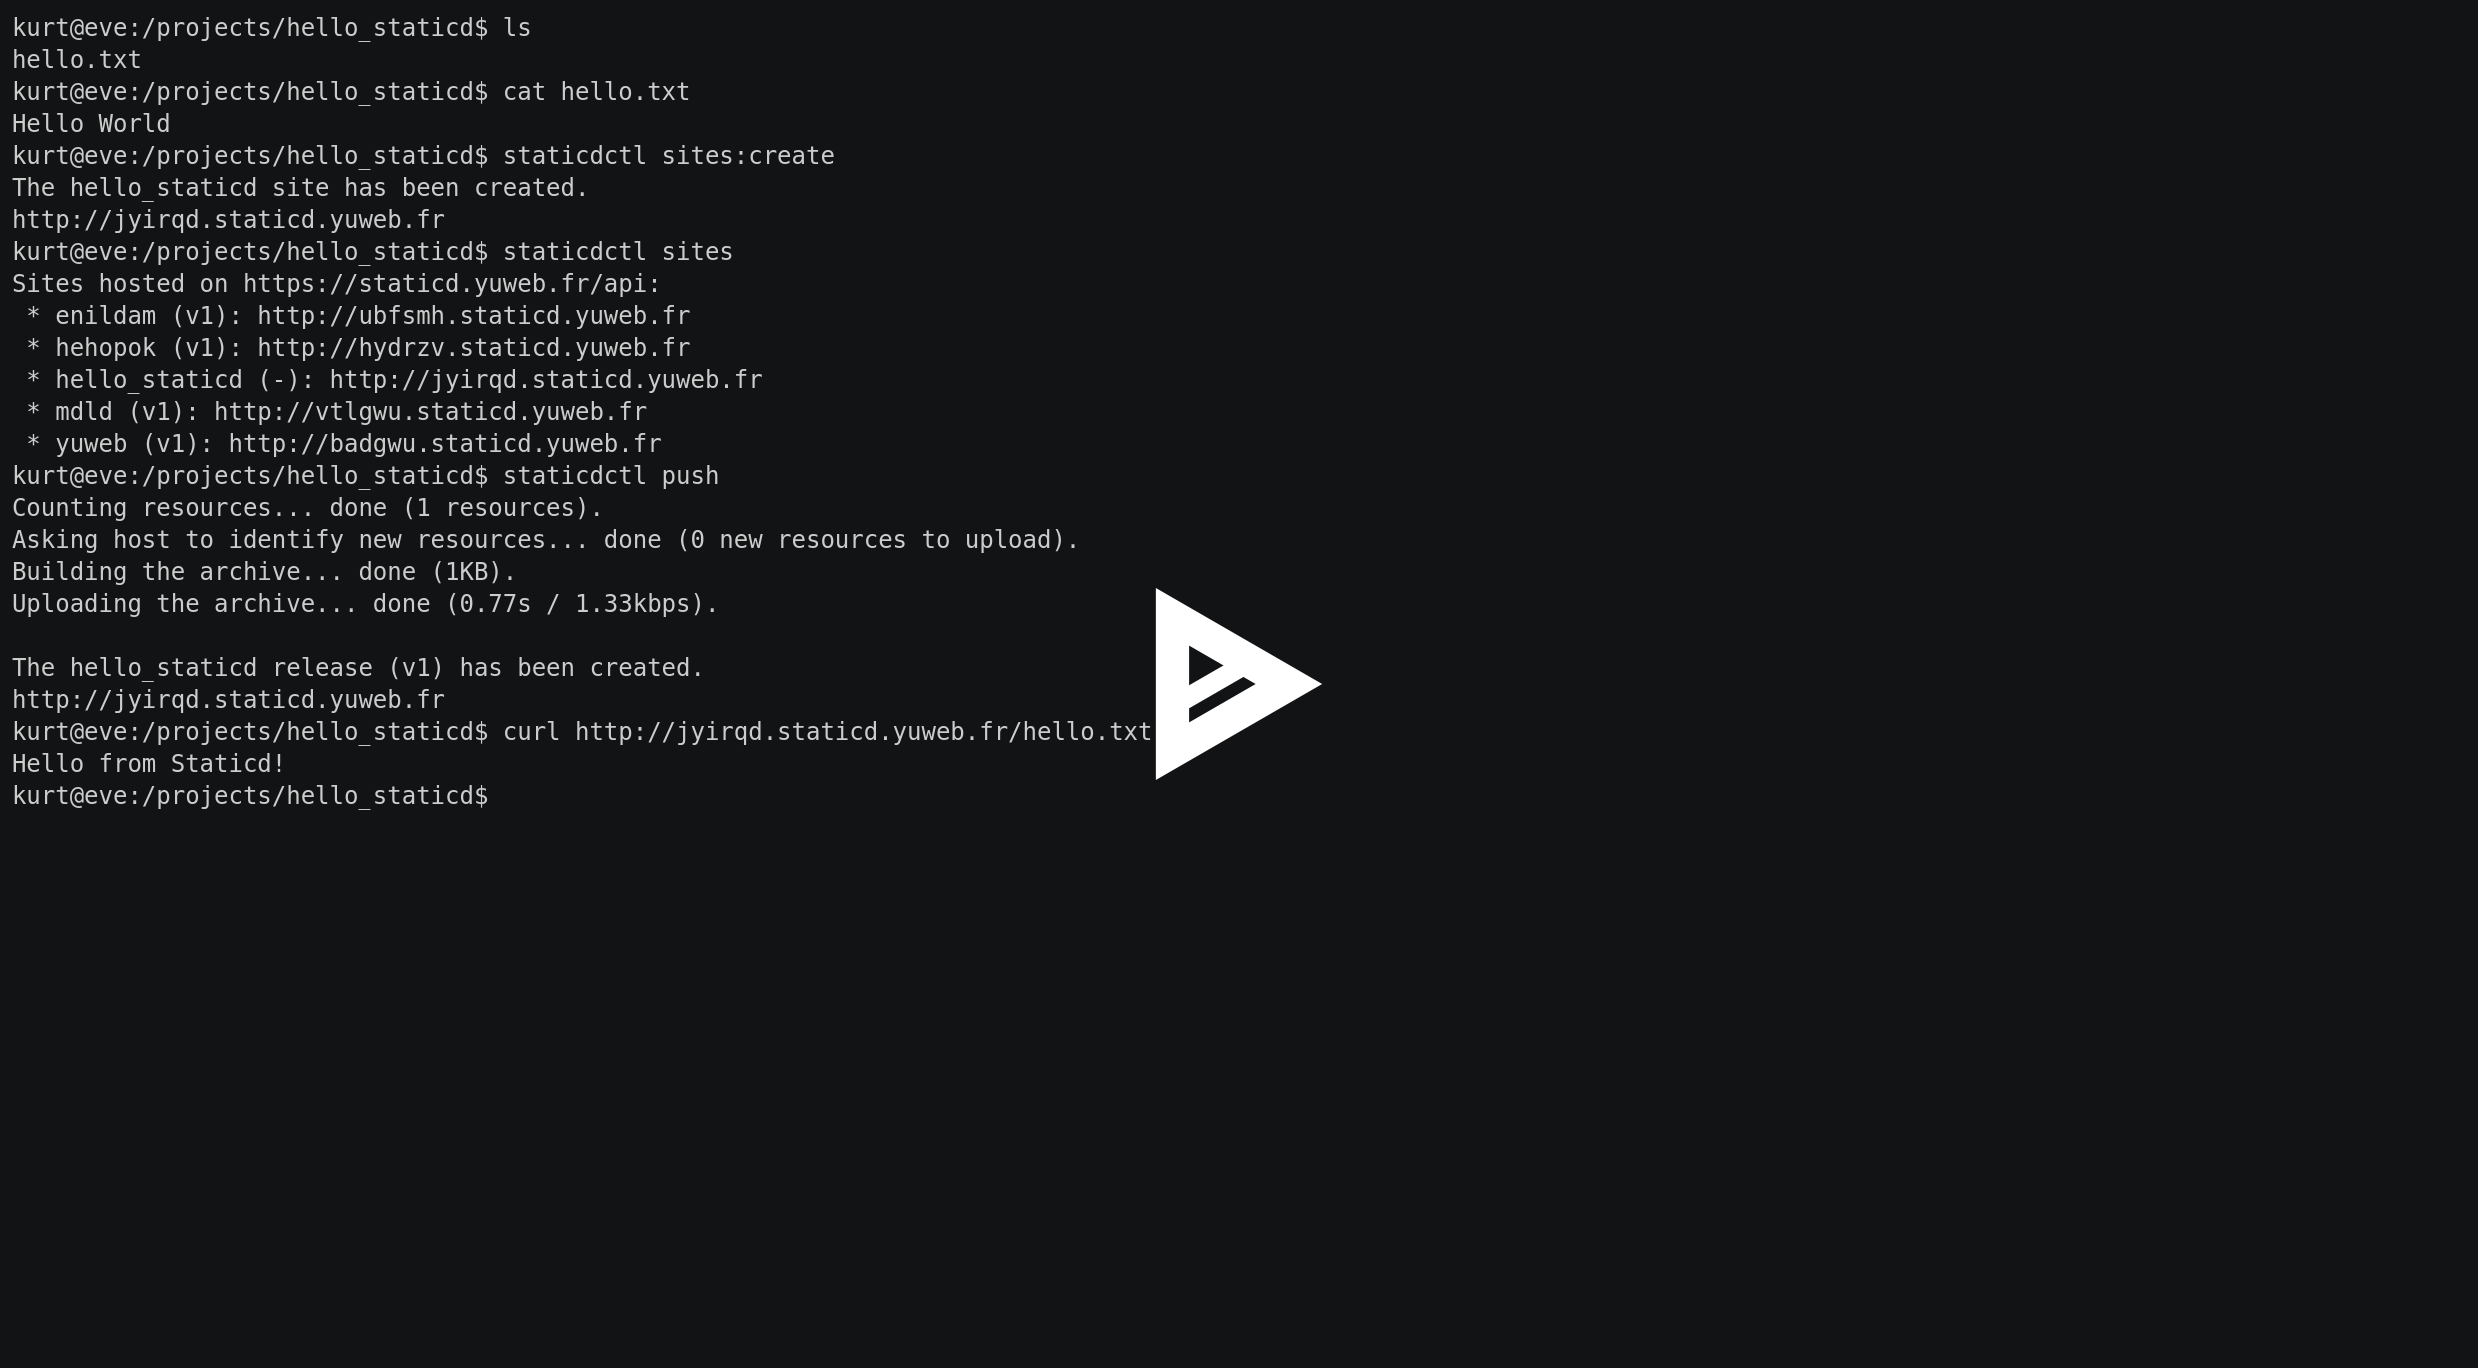 kurt@eve:/projects/hello_staticd$ ls
hello.txt
kurt@eve:/projects/hello_staticd$ cat hello.txt
Hello World
kurt@eve:/projects/hello_staticd$ staticdctl sites:create
The hello_staticd site has been created.
http://jyirqd.staticd.yuweb.fr
kurt@eve:/projects/hello_staticd$ staticdctl sites
Sites hosted on https://staticd.yuweb.fr/api:
 * enildam (v1): http://ubfsmh.staticd.yuweb.fr
 * hehopok (v1): http://hydrzv.staticd.yuweb.fr
 * hello_staticd (-): http://jyirqd.staticd.yuweb.fr
 * mdld (v1): http://vtlgwu.staticd.yuweb.fr
 * yuweb (v1): http://badgwu.staticd.yuweb.fr
kurt@eve:/projects/hello_staticd$ staticdctl push
Counting resources... done (1 resources).
Asking host to identify new resources... done (0 new resources to upload).
Building the archive... done (1KB).
Uploading the archive... done (0.77s / 1.33kbps).

The hello_staticd release (v1) has been created.
http://jyirqd.staticd.yuweb.fr
kurt@eve:/projects/hello_staticd$ curl http://jyirqd.staticd.yuweb.fr/hello.txt
Hello from Staticd!
kurt@eve:/projects/hello_staticd$